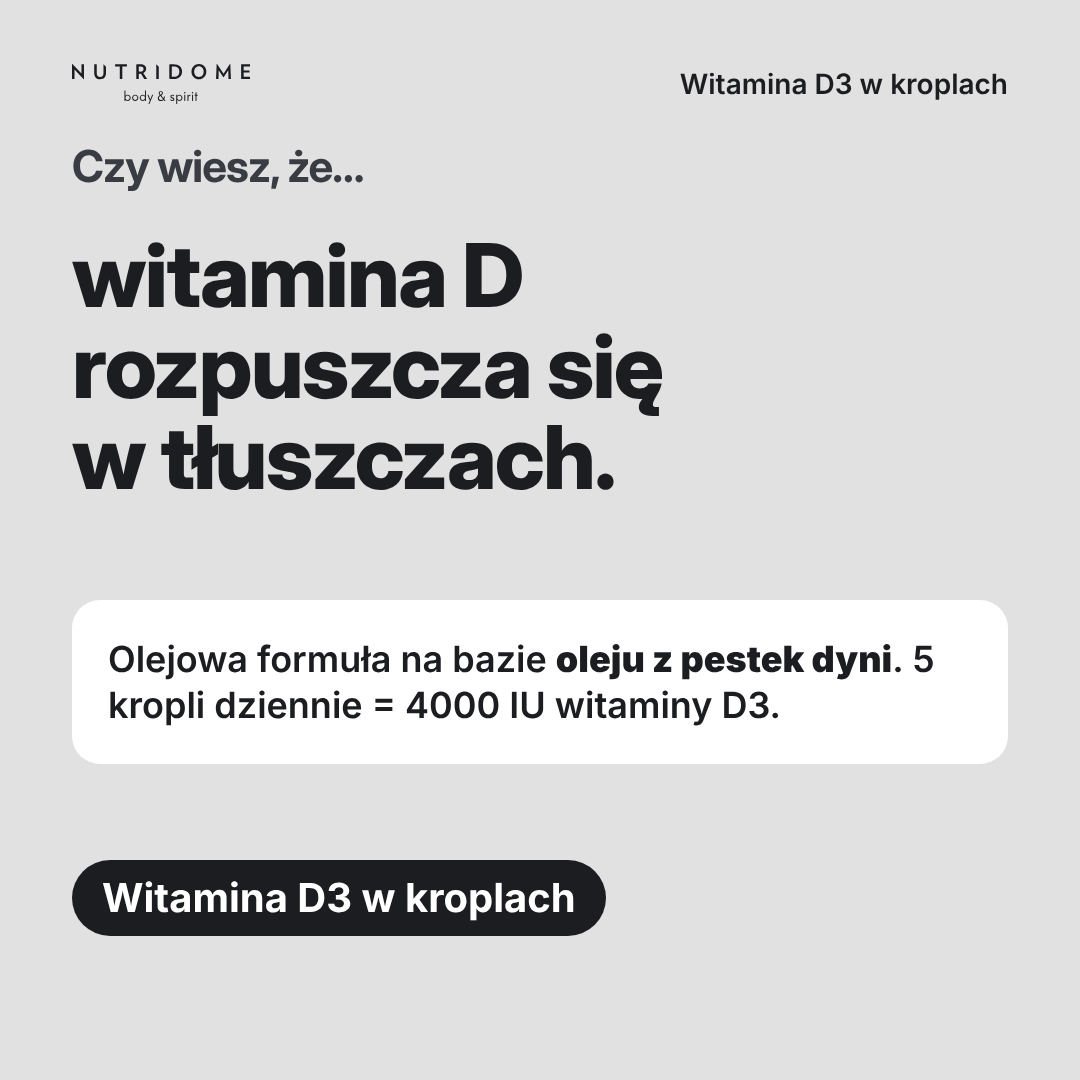 NUTRIDOME
body & spirit
Witamina D3 w kroplach
Czy wiesz, że...
witamina D
rozpuszcza się
w tłuszczach.
Olejowa formuła na bazie oleju z pestek dyni. 5
kropli dziennie = 4000 IU witaminy D3.
Witamina D3 w kroplach